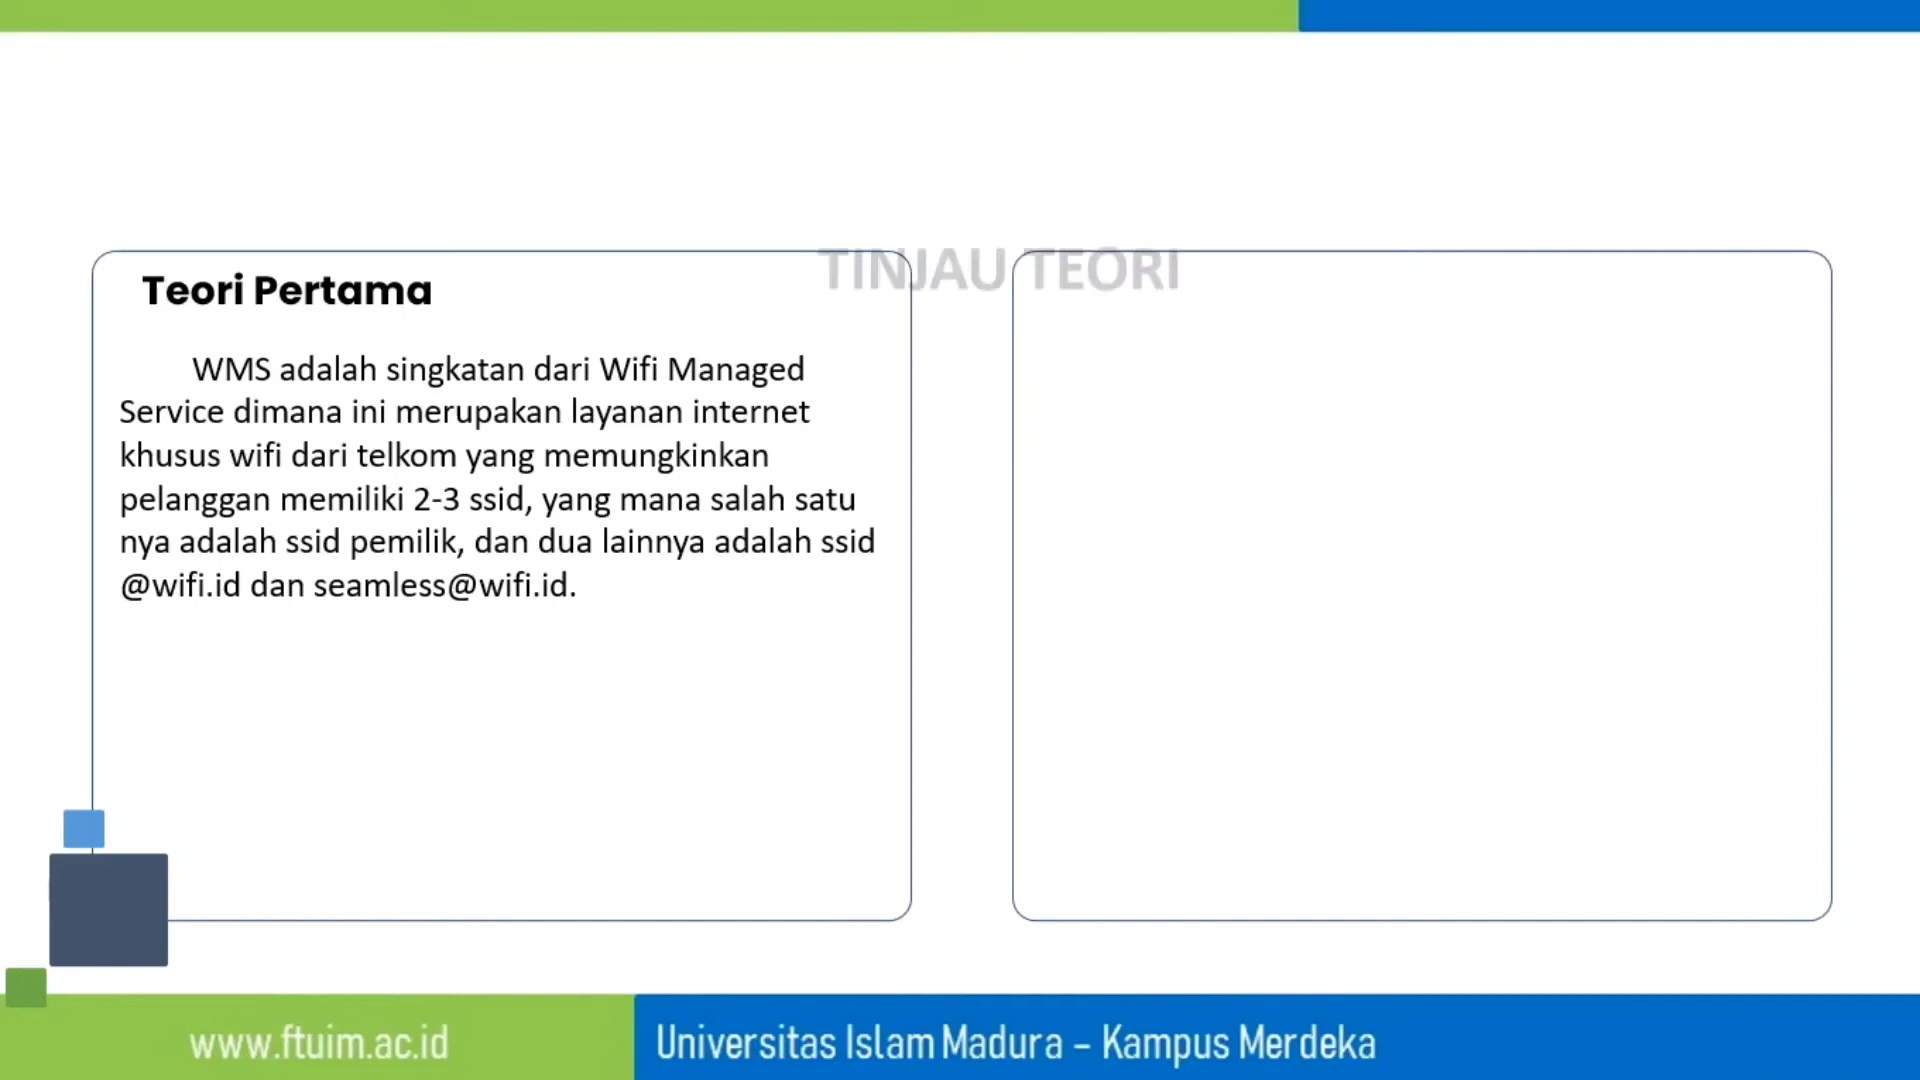 TINJAU TEORI
Teori Pertama
WMS adalah singkatan dari Wifi Managed
Service dimana ini merupakan layanan internet
khusus wifi dari telkom yang memungkinkan
pelanggan memiliki 2-3 ssid, yang mana salah satu
nya adalah ssid pemilik, dan dua lainnya adalah ssid
@wifi.id dan seamless@wifi.id.
www.ftuim.ac.id
Universitas Islam Madura – Kampus Merdeka